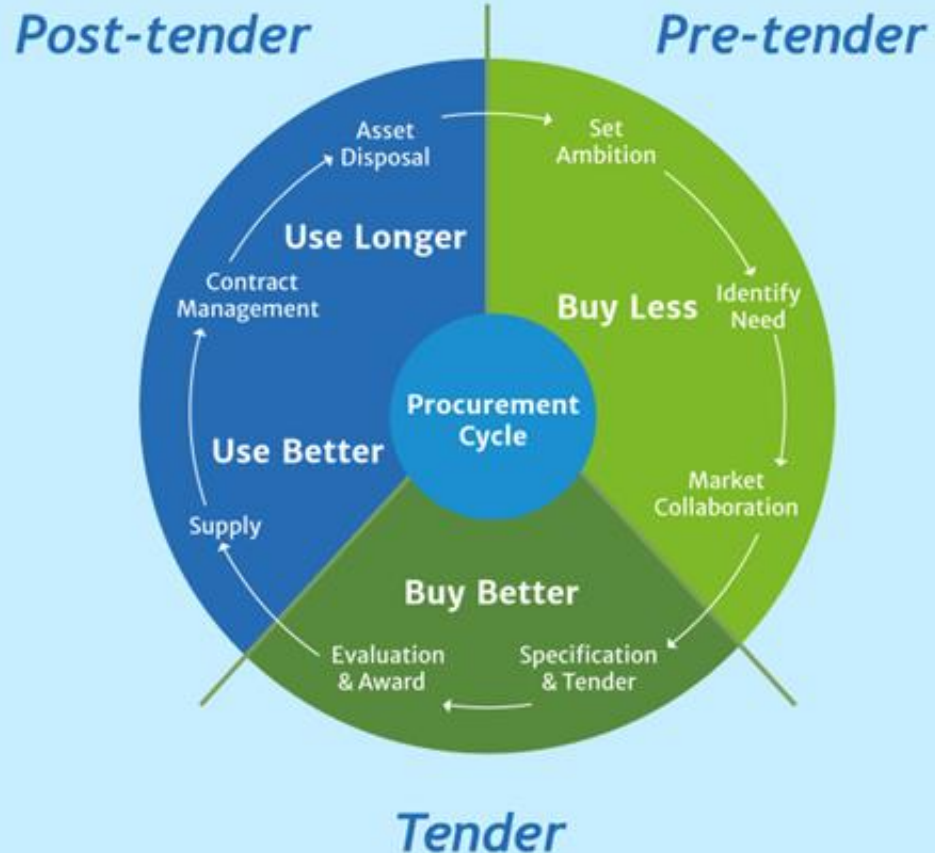 Post-tender
Pre-tender
Asset
Disposal
Set
Ambition
Use Longer
Contract
Management
Buy Less
Identify
Need
Procurement
Cycle
Use Better
Market
Collaboration
Supply
Buy Better
Evaluation
& Award
Specification
& Tender
Tender